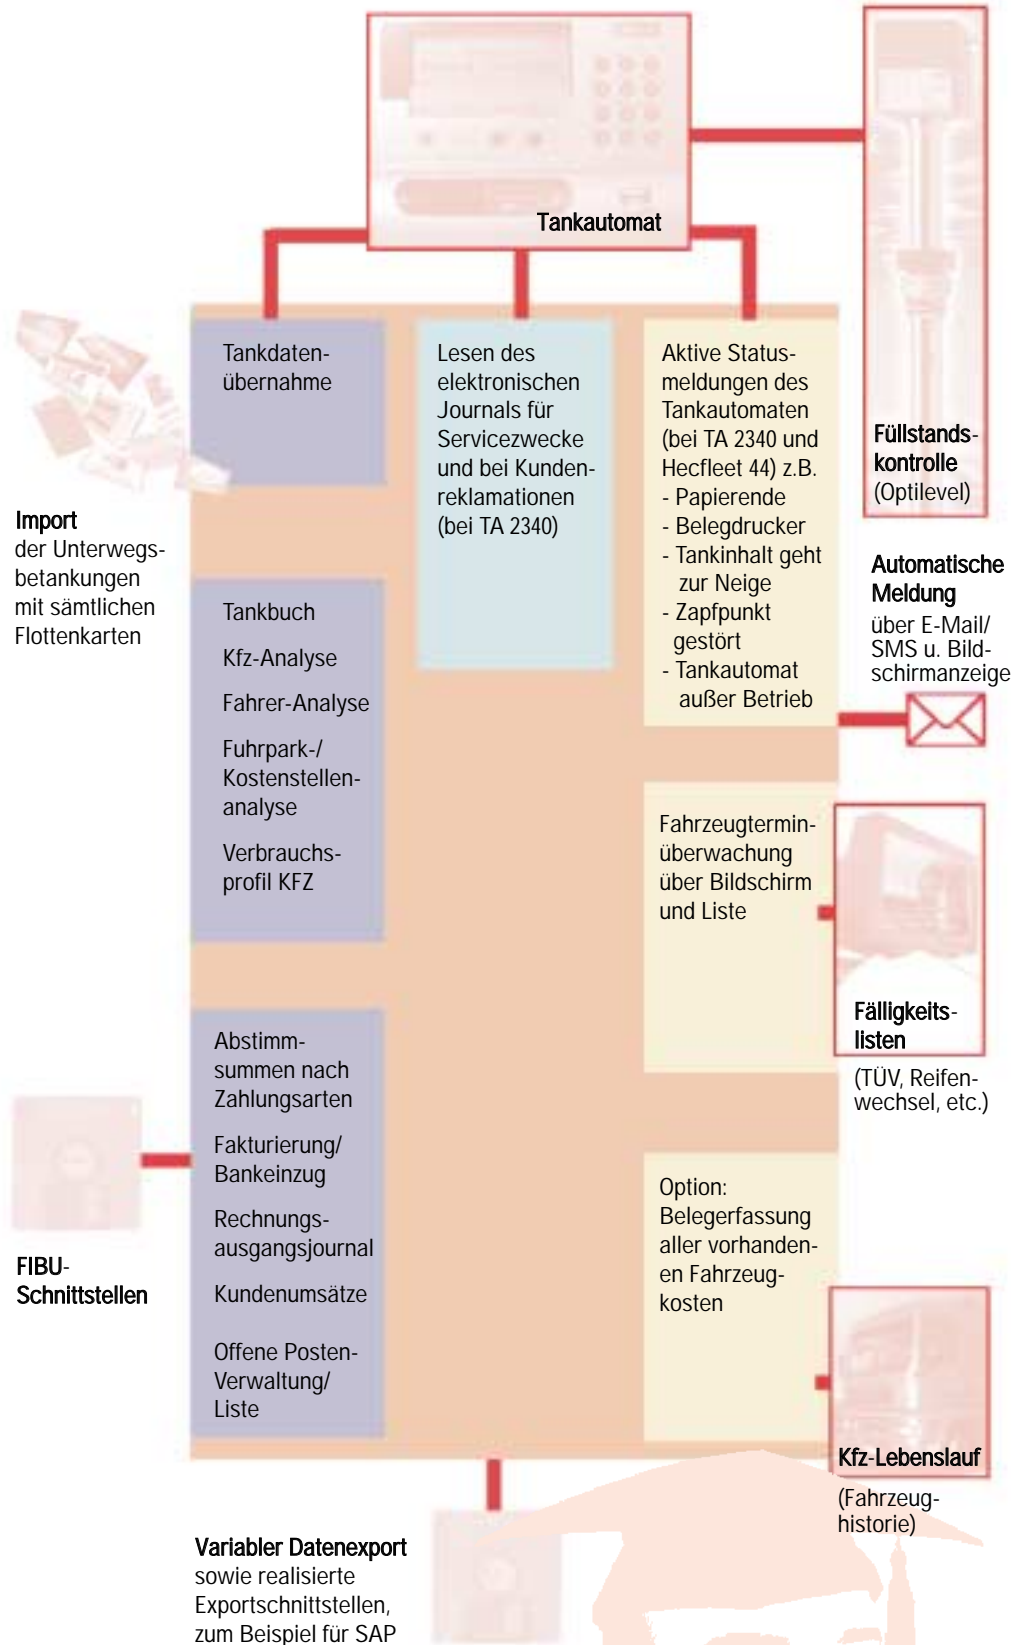 Tankautomat
Tankdaten-
übernahme
Lesen des
elektronischen
Journals für
Servicezwecke
und bei Kunden-
reklamationen
(bei TA 2340)
Aktive Status-
meldungen des
Tankautomaten
(bei TA 2340 und
Hecfleet 44) z.B.
- Papierende
- Belegdrucker
- Tankinhalt geht
zur Neige
- Zapfpunkt
gestört
- Tankautomat
außer Betrieb
Füllstands-
kontrolle
(Optilevel)
Import
der Unterwegs-
betankungen
mit sämtlichen
Flottenkarten
Automatische
Meldung
über E-Mail/
SMS u. Bild-
schirmanzeige
Tankbuch
Kfz-Analyse
Fahrer-Analyse
Fuhrpark-/
Kostenstellen-
analyse
Verbrauchs-
profil KFZ
Fahrzeugtermin-
überwachung
über Bildschirm
und Liste
Fälligkeits-
listen
(TÜV, Reifen-
wechsel, etc.)
Abstimm-
summen nach
Zahlungsarten
Fakturierung/
Bankeinzug
Rechnungs-
ausgangsjournal
Kundenumsätze
Offene Posten-
Verwaltung/
Liste
FIBU-
Schnittstellen
Option:
Belegerfassung
aller vorhanden-
en Fahrzeug-
kosten
Kfz-Lebenslauf
(Fahrzeug-
historie)
Variabler Datenexport
sowie realisierte
Exportschnittstellen,
zum Beispiel für SAP